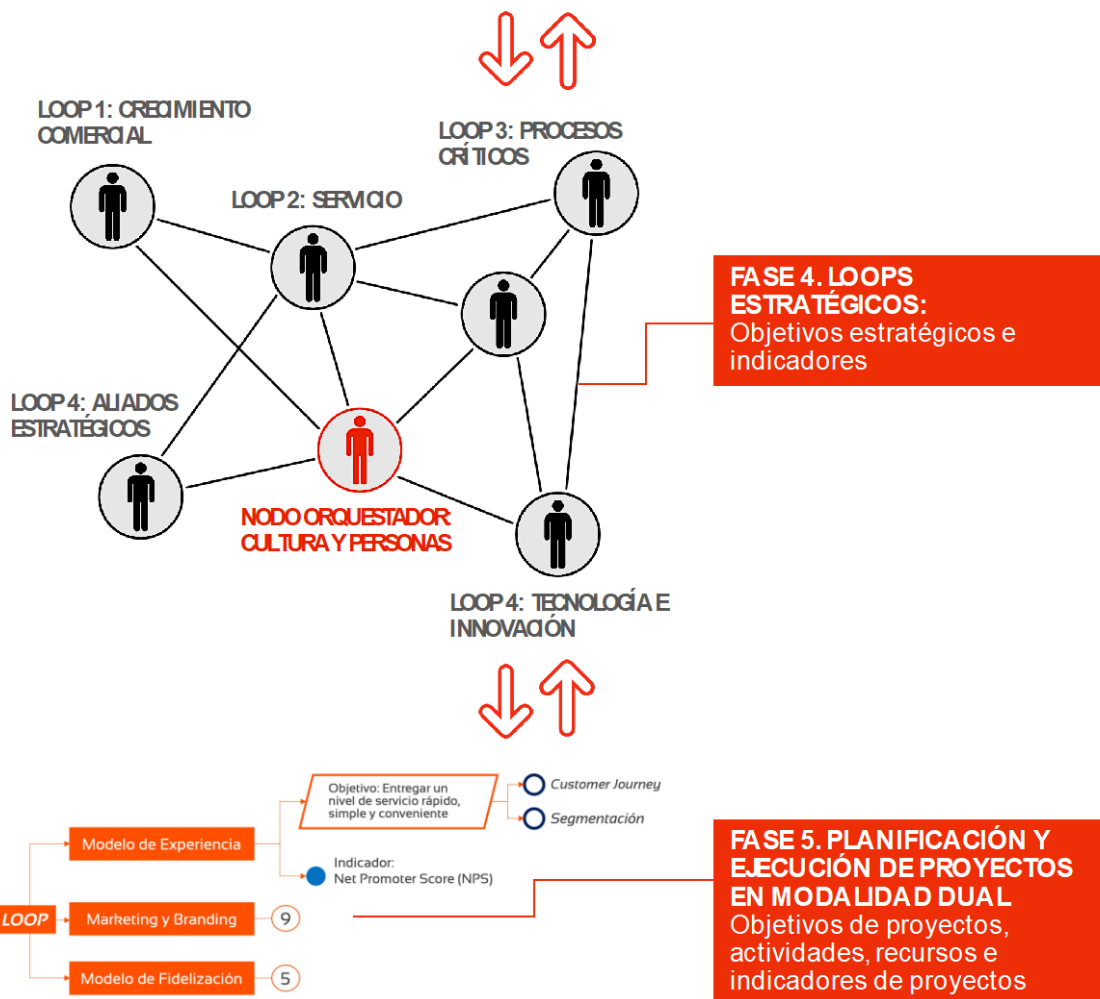 LOOP 1: CRECIMIENTO
COMERCIAL
LOOP 3: PROCESOS
CRÍTICOS
LOOP 2: SERVICIO
FASE 4. LOOPS
ESTRATÉGICOS:
Objetivos estratégicos e
indicadores
LOOP 4: ALIADOS
ESTRATÉGICOS
NODO ORQUESTADOR:
CULTURA Y PERSONAS
LOOP 4: TECNOLOGÍA E
INNOVACIÓN
Objetivo: Entregar un
nivel de servicio rápido,
simple y conveniente
Customer Journey
Segmentación
Modelo de Experiencia
Indicador:
Net Promoter Score (NPS)
LOOP
Marketing y Branding
9
Modelo de Fidelización
5
FASE 5. PLANIFICACIÓN Y
EJECUCIÓN DE PROYECTOS
EN MODALIDAD DUAL
Objetivos de proyectos,
actividades, recursos e
indicadores de proyectos